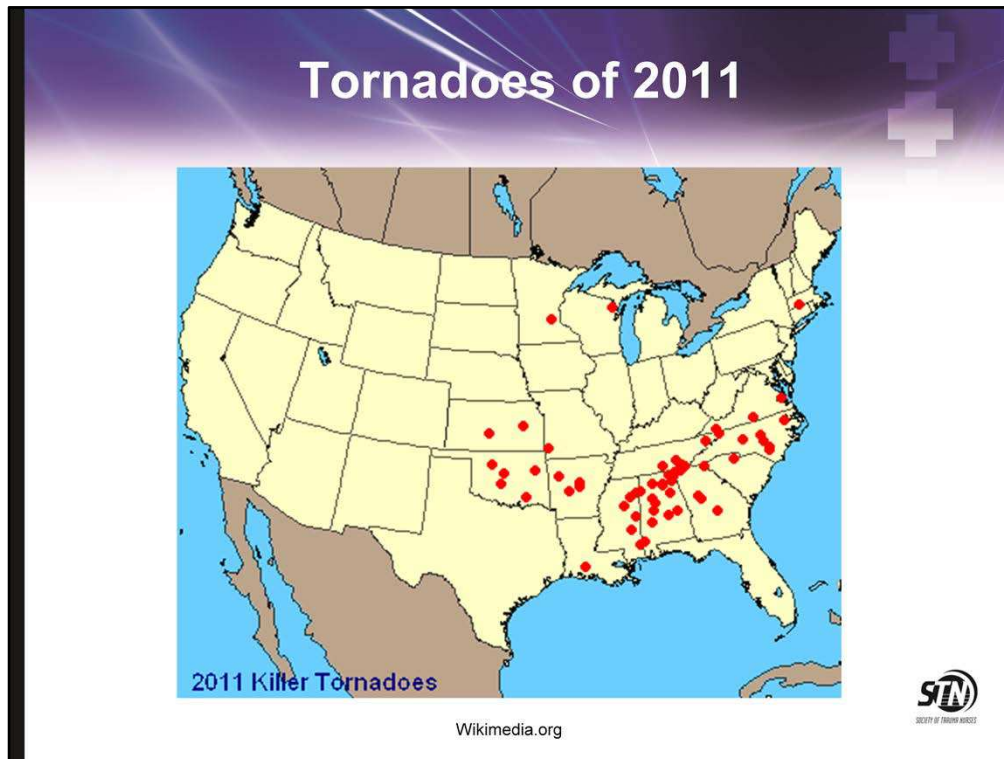 Tornadoes of 2011
2011 Killer Tornadoes
Wikimedia.org
STN
SOCIETY OF TRAUMA NURSES